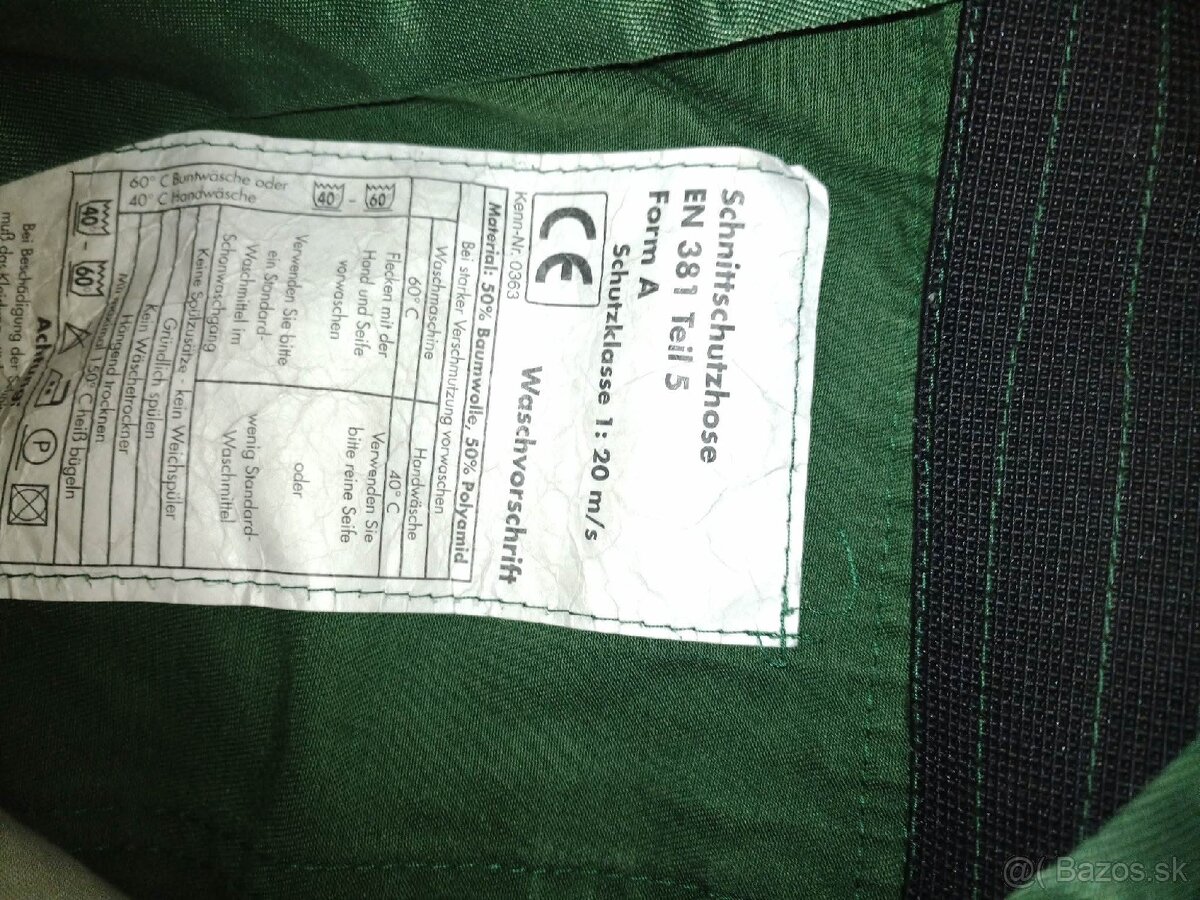 Schnittschutzhose
EN 381 Teil 5
Form A
Schutzklasse 1: 20 m/s
CE
Kenn-Nr. 0363
Waschvorschrift
Material: 50% Baumwolle, 50% Polyamid
Bei starker Verschmutzung vorwaschen
Waschmaschine
60° C
Handwäsche
40° C
60
-
40
Flecken mit der
Hand und Seife
vorwaschen
Verwenden Sie
bitte reine Seife
Verwenden Sie bitte
ein Standard-
Waschmittel im
Schonwaschgang
oder
wenig Standard-
Waschmittel
60° C Buntwäsche oder
40° C Handwäsche
Keine Spülzusätze - kein Weichspüler
Gründlich spülen
Kein Wäschetrockner
Hängend trocknen
C heiß bügeln
40 - 60
P
Bei Beschädigung der
@( Bazos.sk